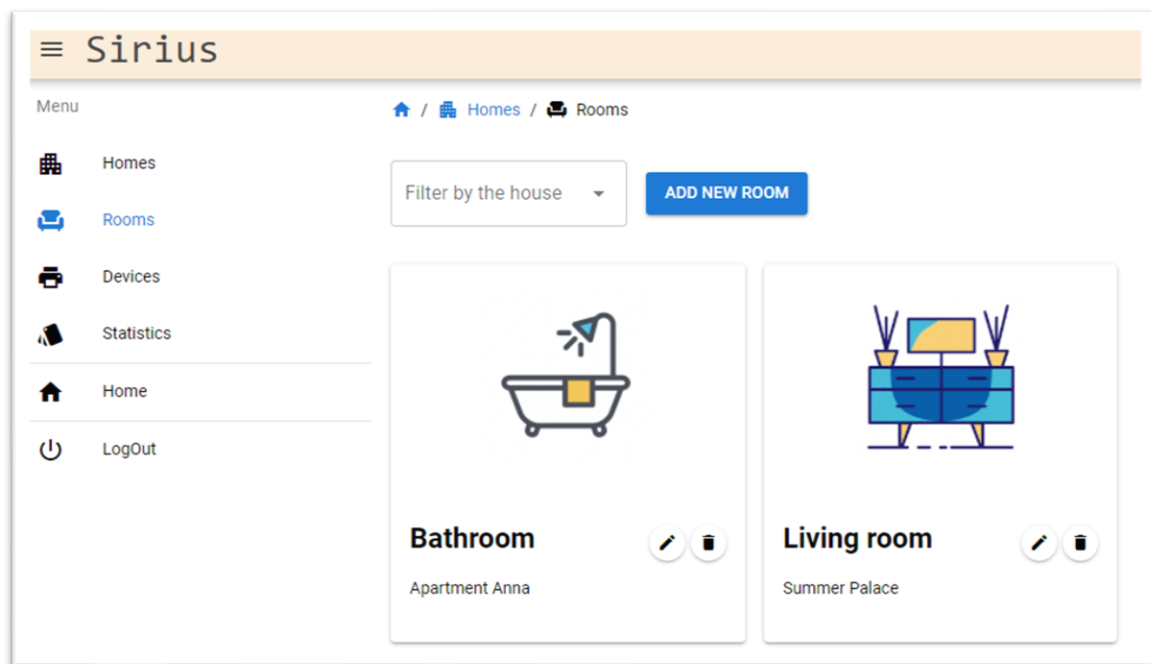 Sirius
Menu
Homes
Rooms
Devices
Statistics
Home
LogOut
/ Homes / Rooms
Filter by the house
ADD NEW ROOM
Bathroom
Apartment Anna
Living room
Summer Palace